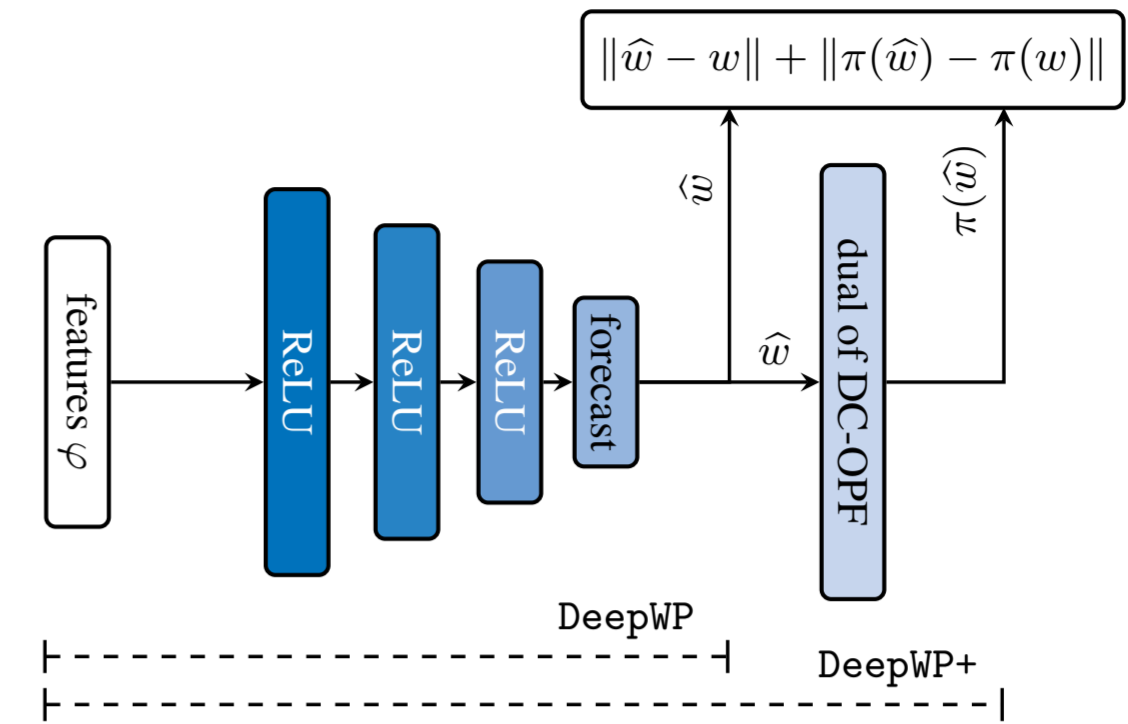 ‖ŵ − w‖ + ‖π(ŵ) − π(w)‖
features φ
ReLU
ReLU
ReLU
forecast
ŵ
ŵ
dual of DC-OPF
π(ŵ)
DeepWP
DeepWP+